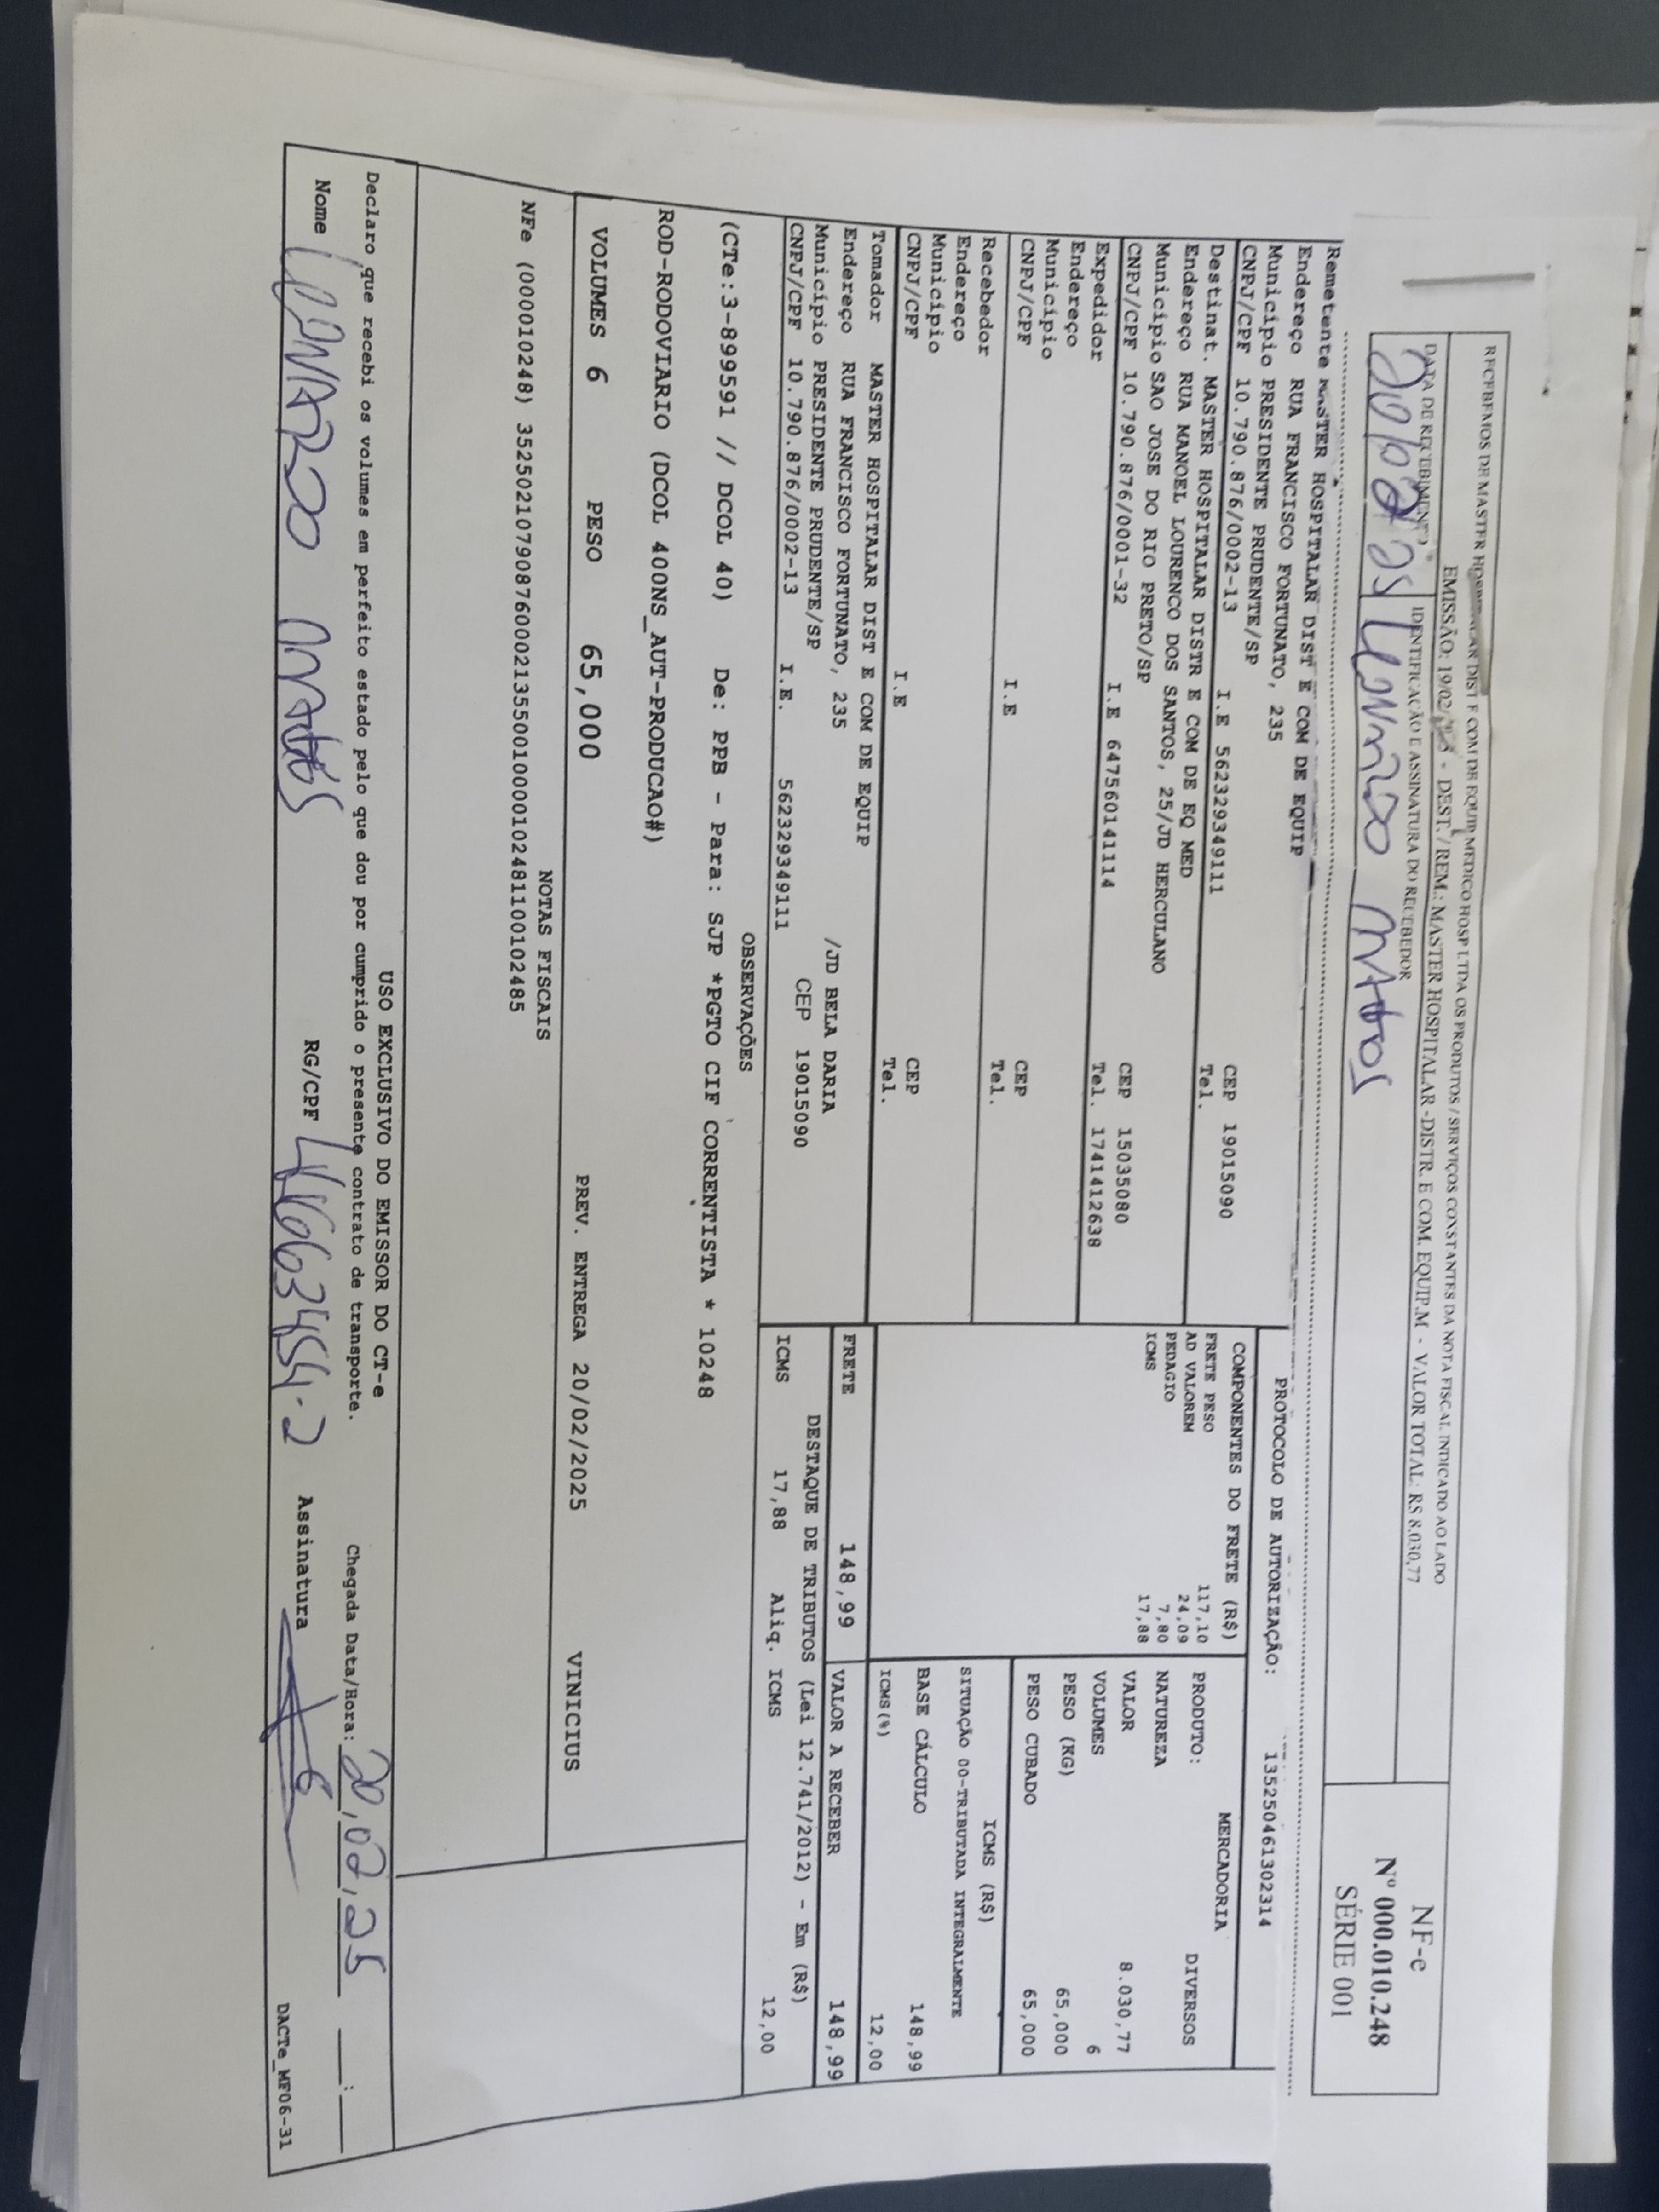 RECEBEMOS DE MASTER HOSPITALAR DIST E COM DE EQUIP MEDICO HOSP LTDA OS PRODUTOS / SERVIÇOS CONSTANTES DA NOTA FISCAL INDICADO AO LADO
EMISSÃO: 19/02/ - DEST. / REM.: MASTER HOSPITALAR -DISTR. E COM. EQUIP.M - VALOR TOTAL: R$ 8.030,77
DATA DE RECEBIMENTO
IDENTIFICAÇÃO E ASSINATURA DO RECEBEDOR
20/02/25 Leonardo Matos
NF-e
Nº 000.010.248
SÉRIE 001
PROTOCOLO DE AUTORIZAÇÃO: 135250461302314
Remetente MASTER HOSPITALAR DIST E COM DE EQUIP
Endereço RUA FRANCISCO FORTUNATO, 235
Município PRESIDENTE PRUDENTE/SP CEP 19015090
CNPJ/CPF 10.790.876/0002-13 I.E 562329349111 Tel.
Destinat. MASTER HOSPITALAR DISTR E COM DE EQ MED
Endereço RUA MANOEL LOURENCO DOS SANTOS, 25/JD HERCULANO
Município SAO JOSE DO RIO PRETO/SP CEP 15035080
CNPJ/CPF 10.790.876/0001-32 I.E 647560141114 Tel. 174141412638
Expedidor
Endereço
Município CEP
CNPJ/CPF I.E Tel.
Recebedor
Endereço
Município CEP
CNPJ/CPF I.E Tel.
Tomador MASTER HOSPITALAR DIST E COM DE EQUIP
Endereço RUA FRANCISCO FORTUNATO, 235 /JD BELA DARIA
Município PRESIDENTE PRUDENTE/SP CEP 19015090
CNPJ/CPF 10.790.876/0002-13 I.E. 562329349111
COMPONENTES DO FRETE (R$)
FRETE PESO 117,10
AD VALOREM 24,09
PEDAGIO 7,80
ICMS 17,88
MERCADORIA
PRODUTO: DIVERSOS
NATUREZA
VALOR 8.030,77
VOLUMES 6
PESO (KG) 65,000
PESO CUBADO 65,000
ICMS (R$)
SITUAÇÃO 00-TRIBUTADA INTEGRALMENTE
BASE CÁLCULO 148,99
ICMS(%) 12,00
FRETE 148,99 VALOR A RECEBER 148,99
DESTAQUE DE TRIBUTOS (Lei 12.741/2012) - Em (R$)
ICMS 17,88 Aliq. ICMS 12,00
OBSERVAÇÕES
(CTe:3-899591 // DCOL 40) De: PPB - Para: SJP *PGTO CIF CORRENTISTA * 10248
ROD-RODOVIARIO (DCOL 400NS_AUT-PRODUCAO#)
VOLUMES 6 PESO 65,000 PREV. ENTREGA 20/02/2025 VINICIUS
NOTAS FISCAIS
NFe (000010248) 35250210790876000213550010000102481100102485
USO EXCLUSIVO DO EMISSOR DO CT-e
Declaro que recebi os volumes em perfeito estado pelo que dou por cumprido o presente contrato de transporte.
Chegada Data/Hora: 20,02,25 __:__
Nome Leonardo Matos RG/CPF 41663454-2 Assinatura
DACTe_MF06-31